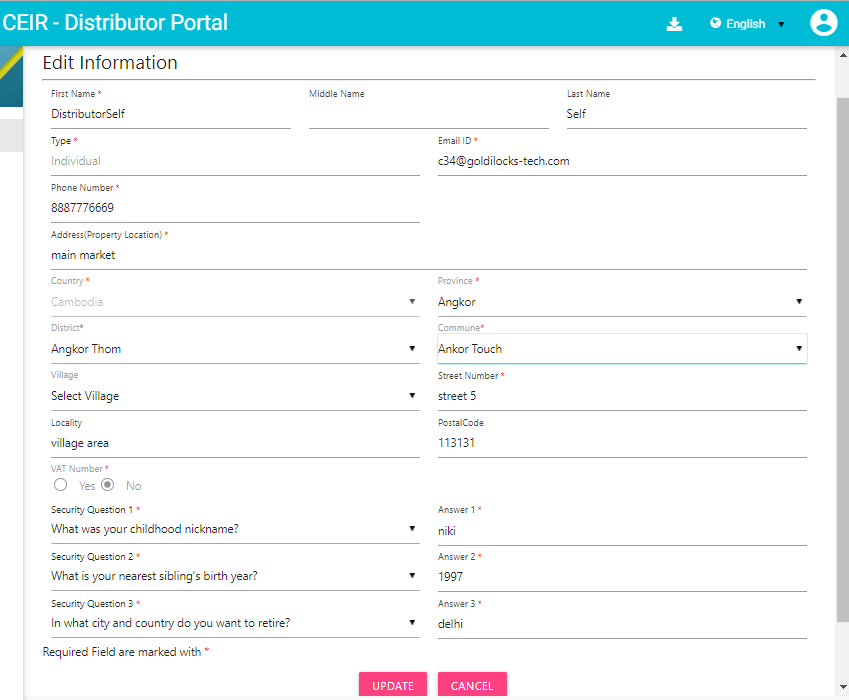 CEIR - Distributor Portal
English
Edit Information
First Name * Middle Name Last Name
DistributorSelf Self
Type * Email ID *
Individual c34@goldilocks-tech.com
Phone Number *
8887776669
Address(Property Location) *
main market
Country * Province *
Cambodia Angkor
District* Commune*
Angkor Thom Ankor Touch
Village Street Number *
Select Village street 5
Locality PostalCode
village area 113131
VAT Number *
Yes No
Security Question 1 * Answer 1 *
What was your childhood nickname? niki
Security Question 2 * Answer 2 *
What is your nearest sibling's birth year? 1997
Security Question 3 * Answer 3 *
In what city and country do you want to retire? delhi
Required Field are marked with *
UPDATE CANCEL